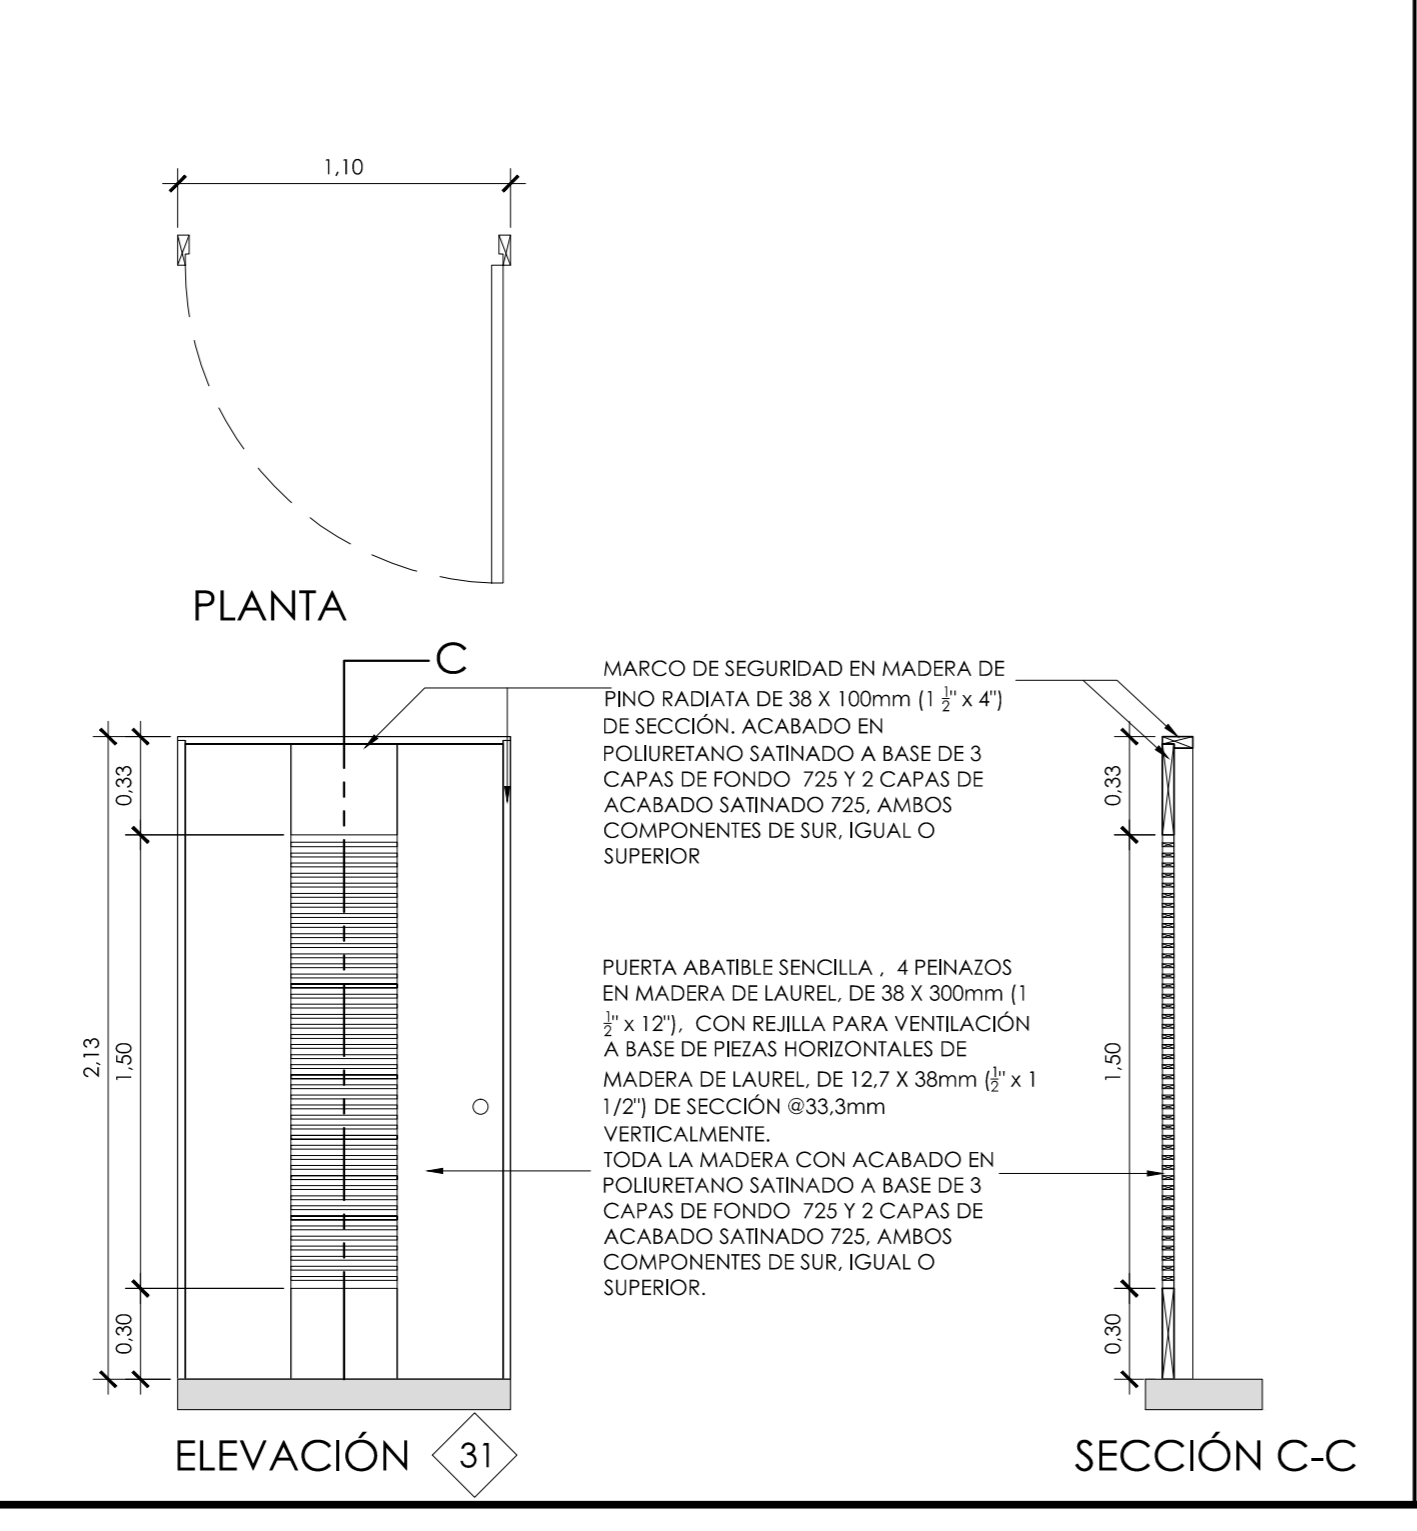 1,10
PLANTA
C
MARCO DE SEGURIDAD EN MADERA DE
PINO RADIATA DE 38 X 100mm (1 1/2" x 4")
DE SECCIÓN. ACABADO EN
POLIURETANO SATINADO A BASE DE 3
CAPAS DE FONDO 725 Y 2 CAPAS DE
ACABADO SATINADO 725, AMBOS
COMPONENTES DE SUR, IGUAL O
SUPERIOR
0,33
2,13
1,50
0,30
PUERTA ABATIBLE SENCILLA , 4 PEINAZOS
EN MADERA DE LAUREL, DE 38 X 300mm (1
1/2" x 12"), CON REJILLA PARA VENTILACIÓN
A BASE DE PIEZAS HORIZONTALES DE
MADERA DE LAUREL, DE 12,7 X 38mm (1/2" x 1
1/2") DE SECCIÓN @33,3mm
VERTICALMENTE.
TODA LA MADERA CON ACABADO EN
POLIURETANO SATINADO A BASE DE 3
CAPAS DE FONDO 725 Y 2 CAPAS DE
ACABADO SATINADO 725, AMBOS
COMPONENTES DE SUR, IGUAL O
SUPERIOR.
0,33
1,50
0,30
ELEVACIÓN 31
SECCIÓN C-C